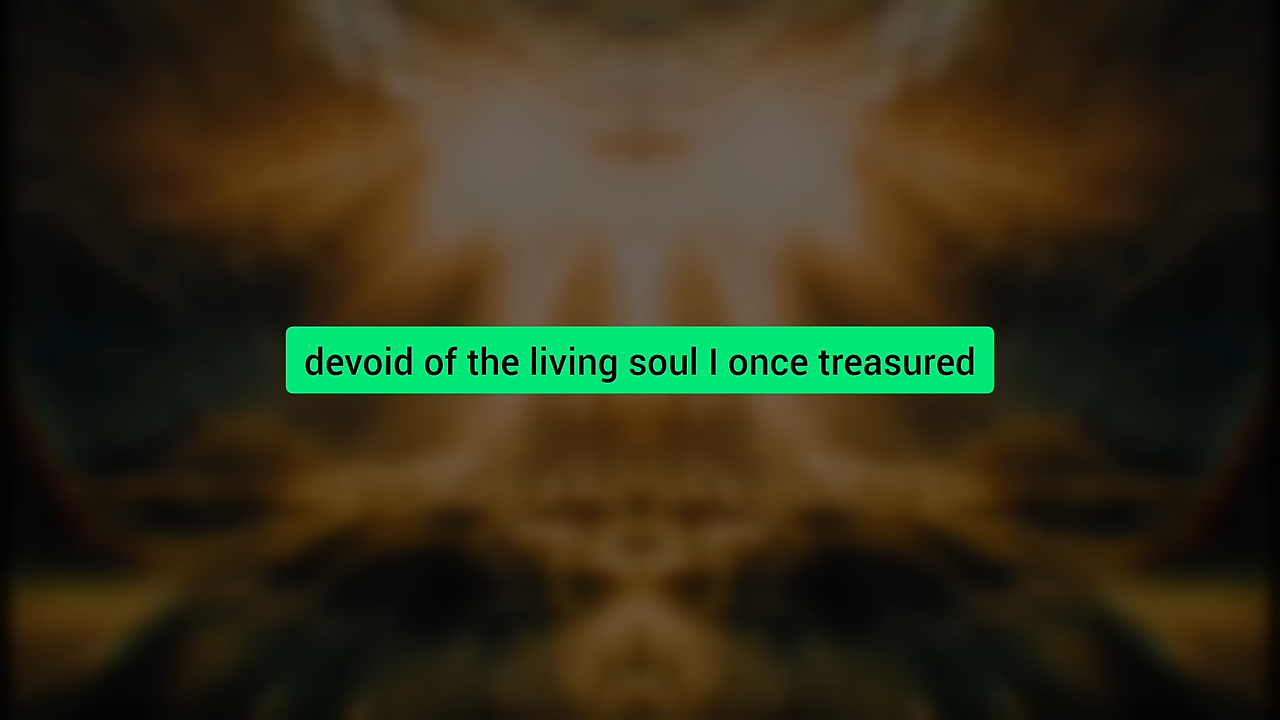 devoid of the living soul I once treasured